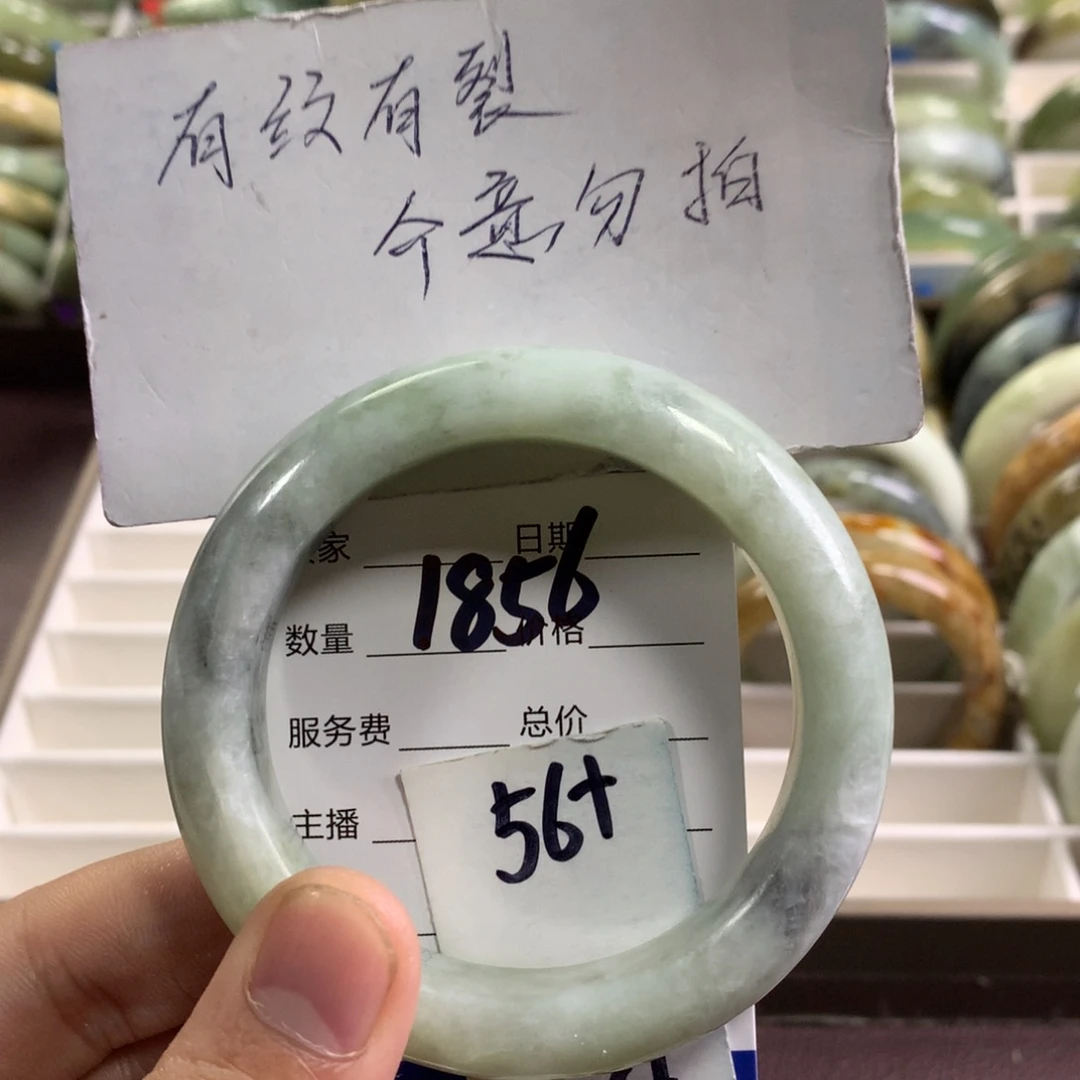 有纹有裂
介意勿拍
家 日期
1856
数量 价格
服务费 总价
主播
56+